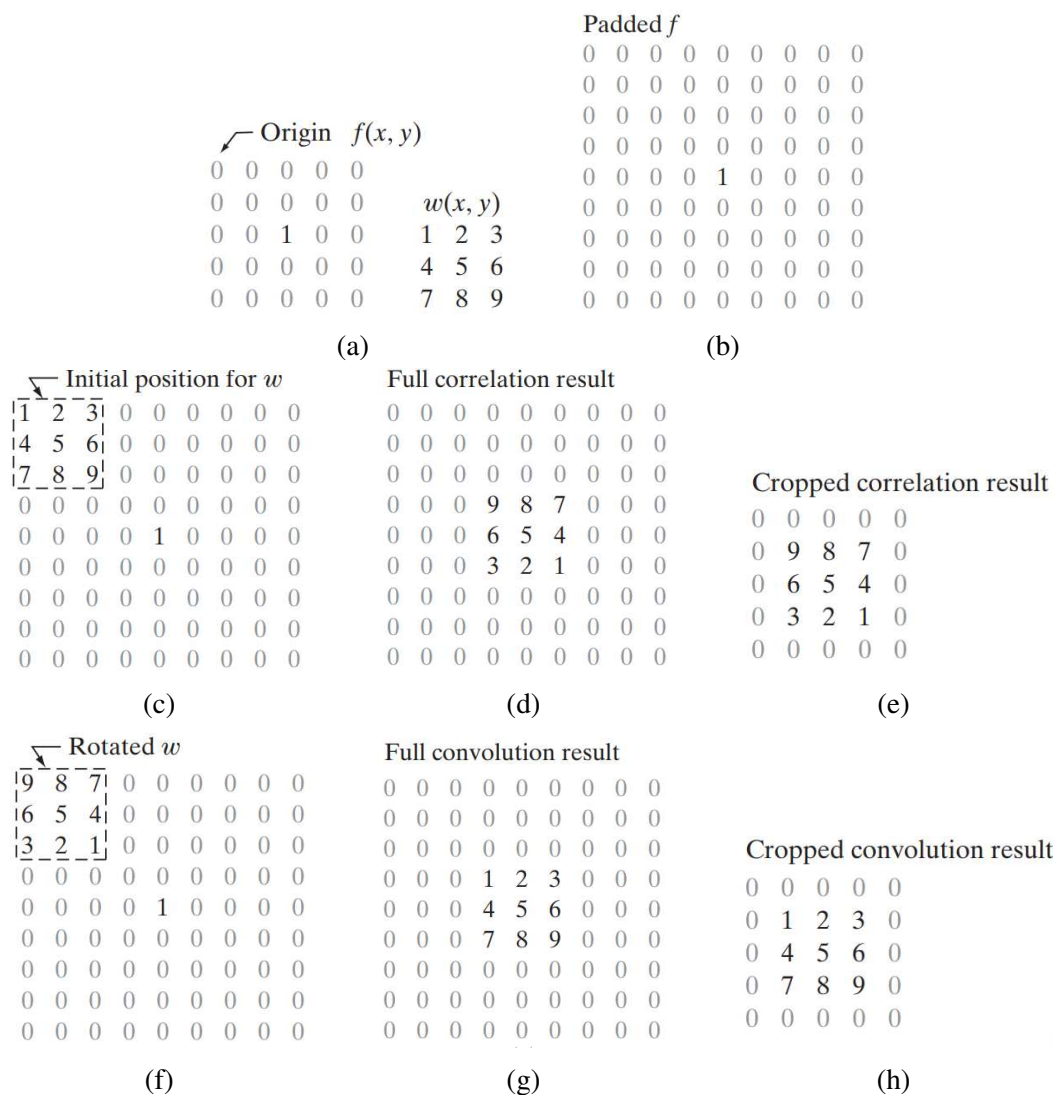 Padded f
0 0 0 0 0 0 0 0 0
0 0 0 0 0 0 0 0 0
0 0 0 0 0 0 0 0 0
0 0 0 0 0 0 0 0 0
0 0 0 0 1 0 0 0 0
0 0 0 0 0 0 0 0 0
0 0 0 0 0 0 0 0 0
0 0 0 0 0 0 0 0 0
0 0 0 0 0 0 0 0 0
Origin f(x, y)
0 0 0 0 0
0 0 0 0 0
0 0 1 0 0
0 0 0 0 0
0 0 0 0 0
w(x, y)
1 2 3
4 5 6
7 8 9
(a)
(b)
Initial position for w
1 2 3 0 0 0 0 0 0
4 5 6 0 0 0 0 0 0
7 8 9 0 0 0 0 0 0
0 0 0 0 0 0 0 0 0
0 0 0 0 1 0 0 0 0
0 0 0 0 0 0 0 0 0
0 0 0 0 0 0 0 0 0
0 0 0 0 0 0 0 0 0
0 0 0 0 0 0 0 0 0
Full correlation result
0 0 0 0 0 0 0 0 0
0 0 0 0 0 0 0 0 0
0 0 0 0 0 0 0 0 0
0 0 0 9 8 7 0 0 0
0 0 0 6 5 4 0 0 0
0 0 0 3 2 1 0 0 0
0 0 0 0 0 0 0 0 0
0 0 0 0 0 0 0 0 0
0 0 0 0 0 0 0 0 0
Cropped correlation result
0 0 0 0 0
0 9 8 7 0
0 6 5 4 0
0 3 2 1 0
0 0 0 0 0
(c)
(d)
(e)
Rotated w
9 8 7 0 0 0 0 0 0
6 5 4 0 0 0 0 0 0
3 2 1 0 0 0 0 0 0
0 0 0 0 0 0 0 0 0
0 0 0 0 1 0 0 0 0
0 0 0 0 0 0 0 0 0
0 0 0 0 0 0 0 0 0
0 0 0 0 0 0 0 0 0
0 0 0 0 0 0 0 0 0
Full convolution result
0 0 0 0 0 0 0 0 0
0 0 0 0 0 0 0 0 0
0 0 0 0 0 0 0 0 0
0 0 0 1 2 3 0 0 0
0 0 0 4 5 6 0 0 0
0 0 0 7 8 9 0 0 0
0 0 0 0 0 0 0 0 0
0 0 0 0 0 0 0 0 0
0 0 0 0 0 0 0 0 0
Cropped convolution result
0 0 0 0 0
0 1 2 3 0
0 4 5 6 0
0 7 8 9 0
0 0 0 0 0
(f)
(g)
(h)